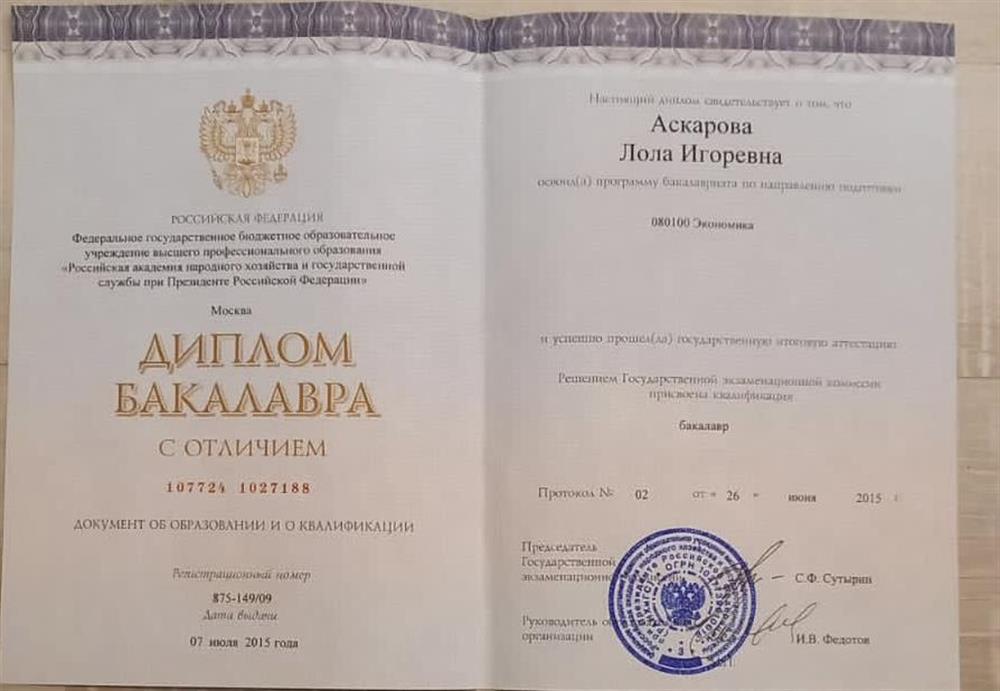 РОССИЙСКАЯ ФЕДЕРАЦИЯ
Федеральное государственное бюджетное образовательное
учреждение высшего профессионального образования
«Российская академия народного хозяйства и государственной
службы при Президенте Российской Федерации»
Москва
ДИПЛОМ
БАКАЛАВРА
С ОТЛИЧИЕМ
107724 1027188
ДОКУМЕНТ ОБ ОБРАЗОВАНИИ И О КВАЛИФИКАЦИИ
Регистрационный номер
875-149/09
Дата выдачи
07 июля 2015 года
Настоящий диплом свидетельствует о том, что
Аскарова
Лола Игоревна
освоил(а) программу бакалавриата по направлению подготовки
080100 Экономика
и успешно прошел(ла) государственную итоговую аттестацию
Решением Государственной экзаменационной комиссии
присвоена квалификация
бакалавр
Протокол № 02 от « 26 » июня 2015 г.
Председатель
Государственной
экзаменационной
С.Ф. Сутырин
Руководитель
организации
И.В. Федотов